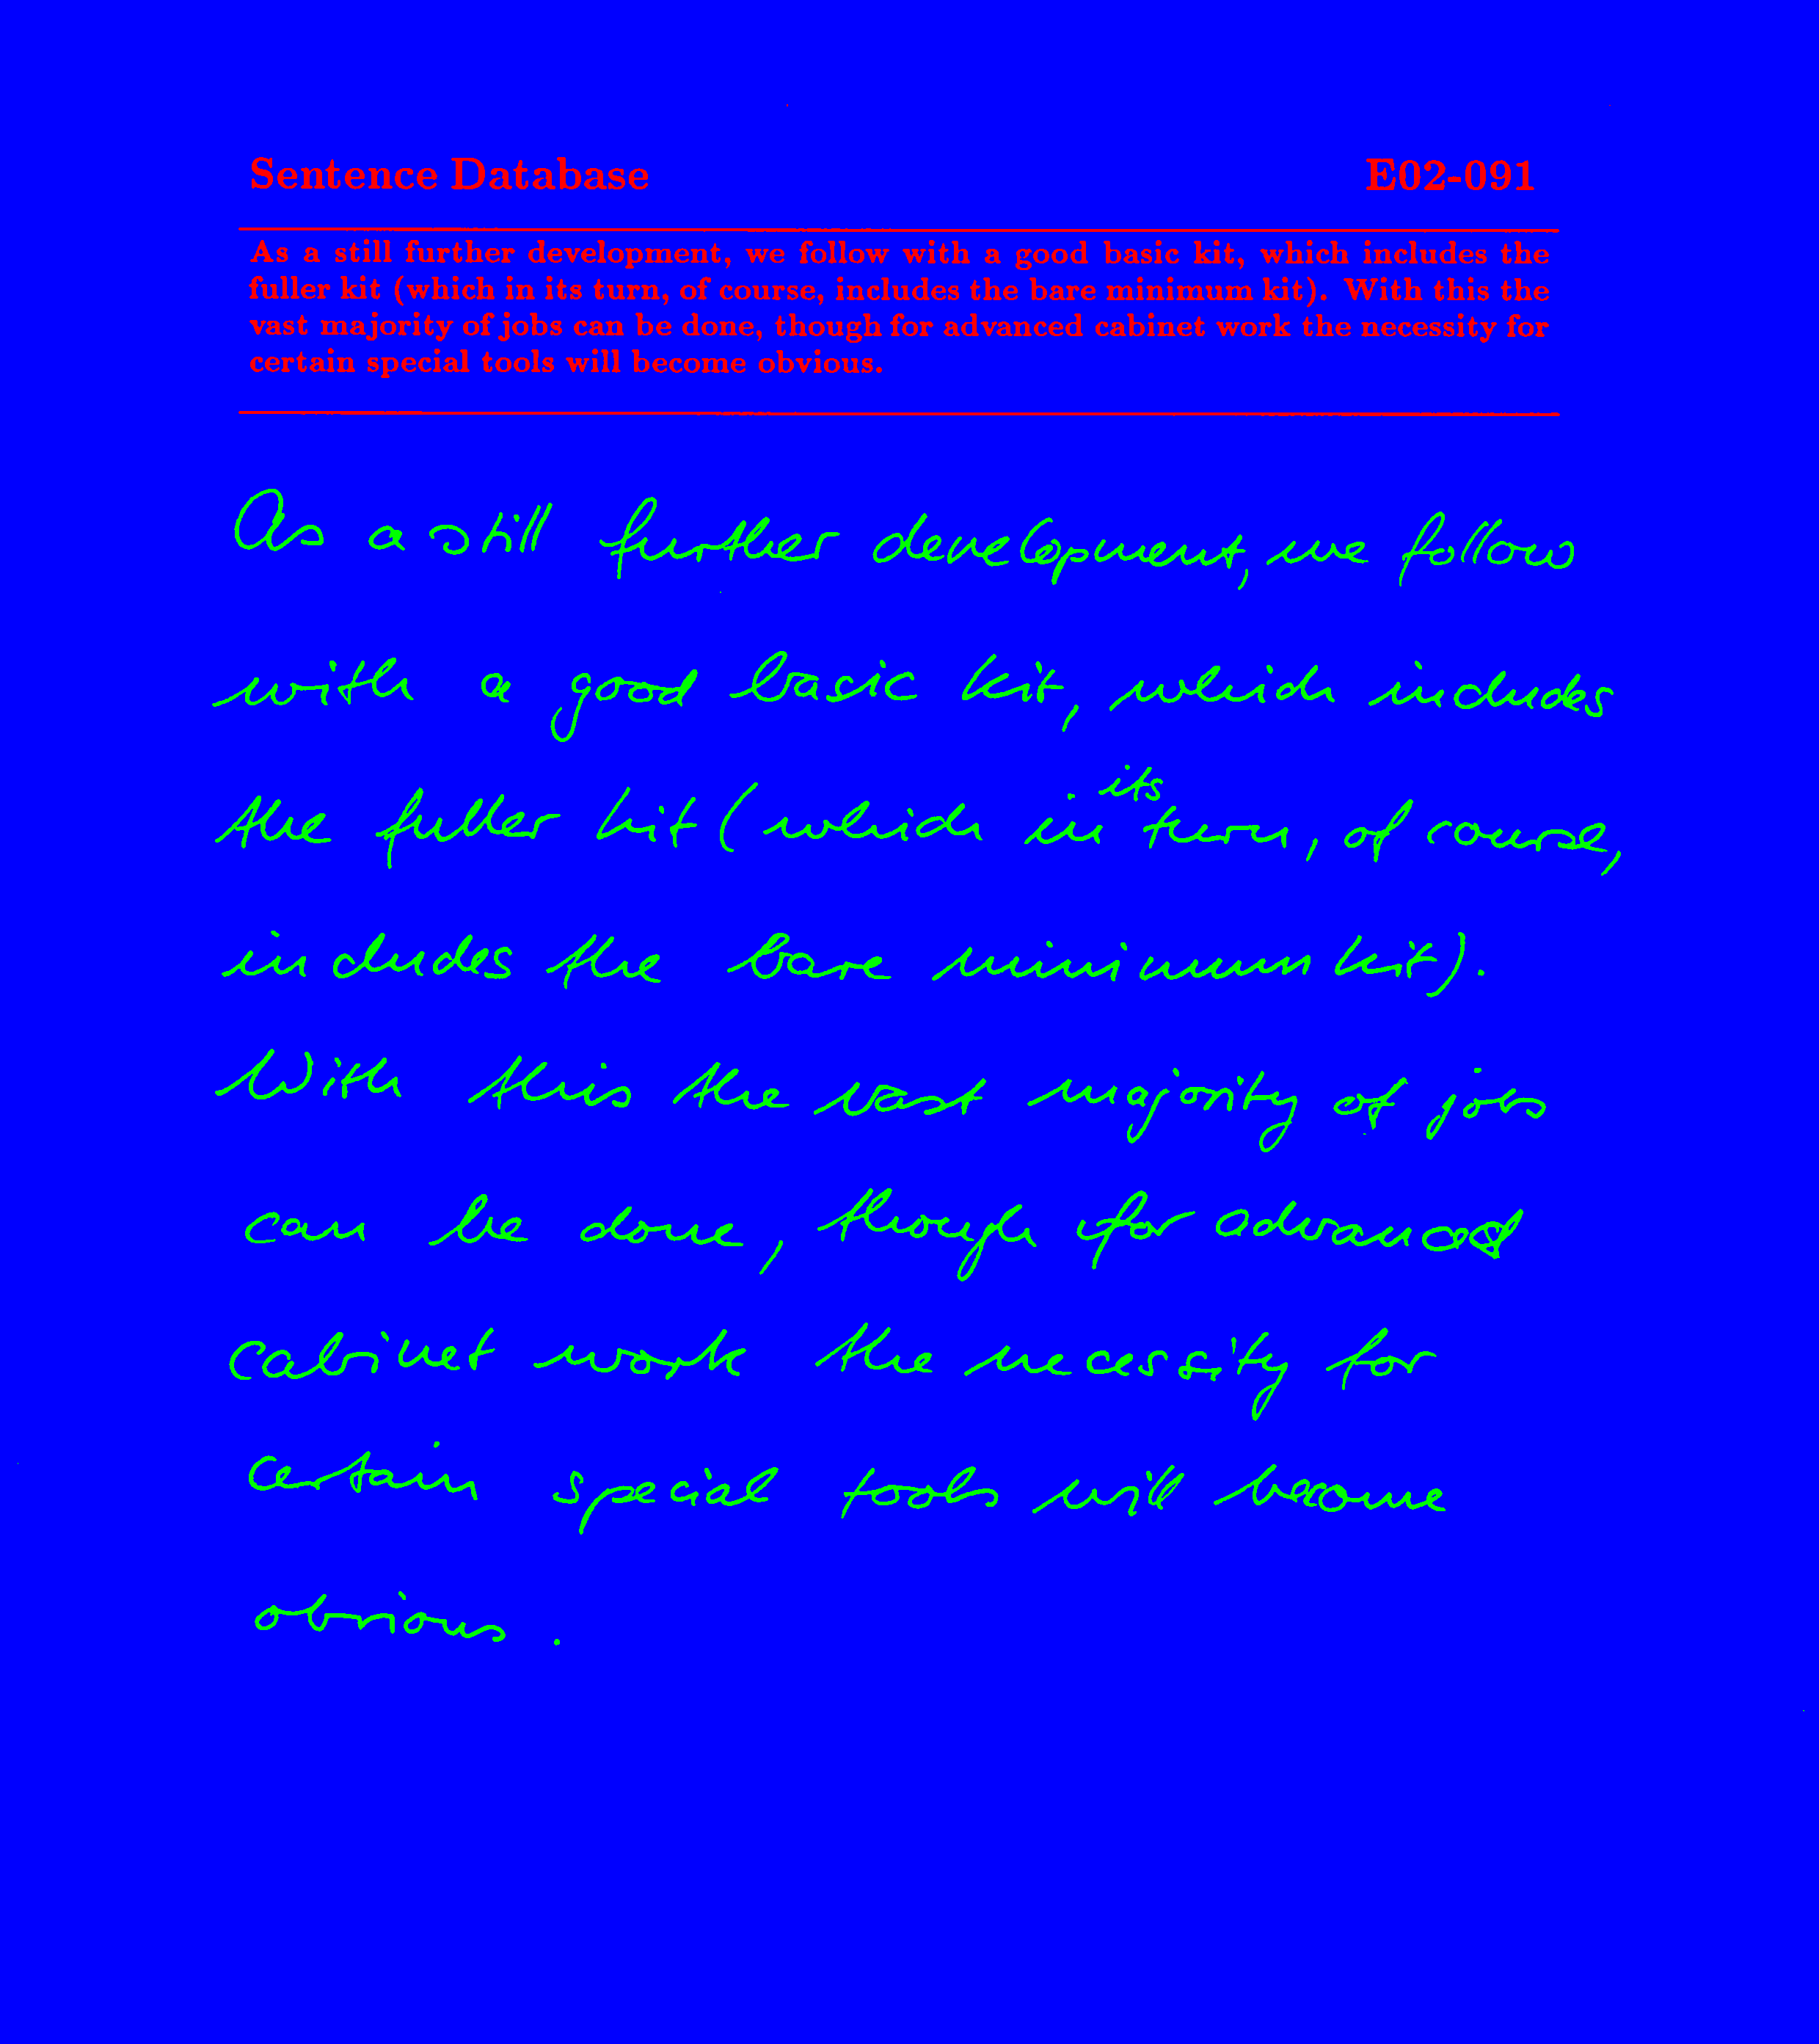 Sentence Database E02-091
As a still further development, we follow with a good basic kit, which includes the
fuller kit (which in its turn, of course, includes the bare minimum kit). With this the
vast majority of jobs can be done, though for advanced cabinet work the necessity for
certain special tools will become obvious.
As a still further development, we follow
with a good basic kit, which includes
the fuller kit (which in its turn, of course,
includes the bare minimum kit).
With this the vast majority of jobs
can be done, though for advanced
cabinet work the necessity for
certain special tools will become
obvious.